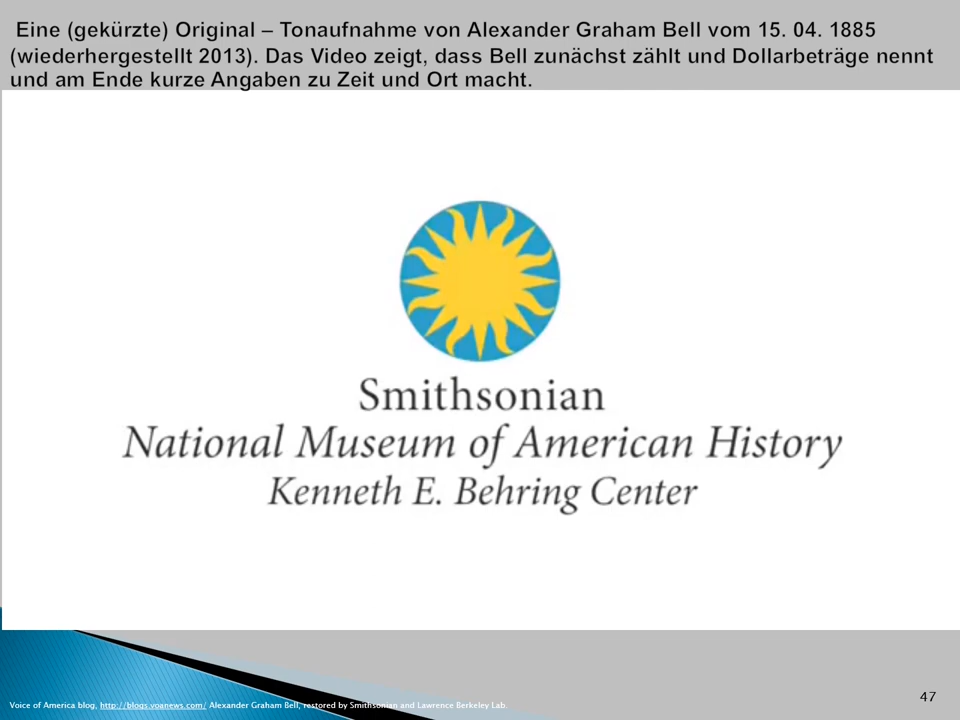 Eine (gekürzte) Original – Tonaufnahme von Alexander Graham Bell vom 15. 04. 1885
(wiederhergestellt 2013). Das Video zeigt, dass Bell zunächst zählt und Dollarbeträge nennt
und am Ende kurze Angaben zu Zeit und Ort macht.
Smithsonian
National Museum of American History
Kenneth E. Behring Center
47
Voice of America blog, http://blogs.voanews.com/ Alexander Graham Bell, restored by Smithsonian and Lawrence Berkeley Lab.